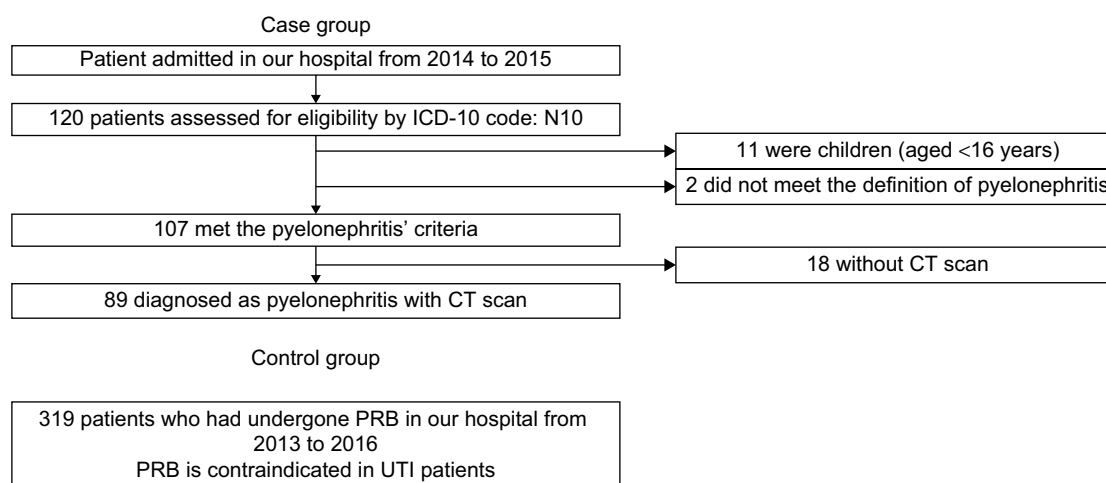 Case group
Patient admitted in our hospital from 2014 to 2015
120 patients assessed for eligibility by ICD-10 code: N10
11 were children (aged <16 years)
2 did not meet the definition of pyelonephritis
107 met the pyelonephritis’ criteria
18 without CT scan
89 diagnosed as pyelonephritis with CT scan
Control group
319 patients who had undergone PRB in our hospital from
2013 to 2016
PRB is contraindicated in UTI patients